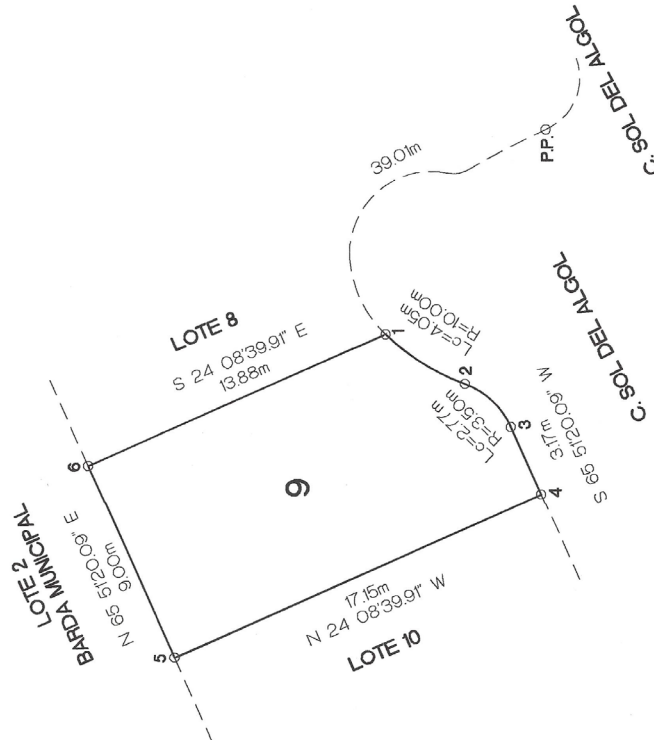 LOTE 2
BARDA MUNICIPAL
N 65 51'20.09" E
9.00m
LOTE 8
S 24 08'39.91" E
13.88m
39.01m
P.P.
C. SOL DEL ALGOL
Lc=4.05m
R=10.00m
Lc=2.77m
R=3.50m
3.17m
S 65 51'20.09" W
C. SOL DEL ALGOL
17.15m
N 24 08'39.91" W
LOTE 10
9
1
2
3
4
5
6